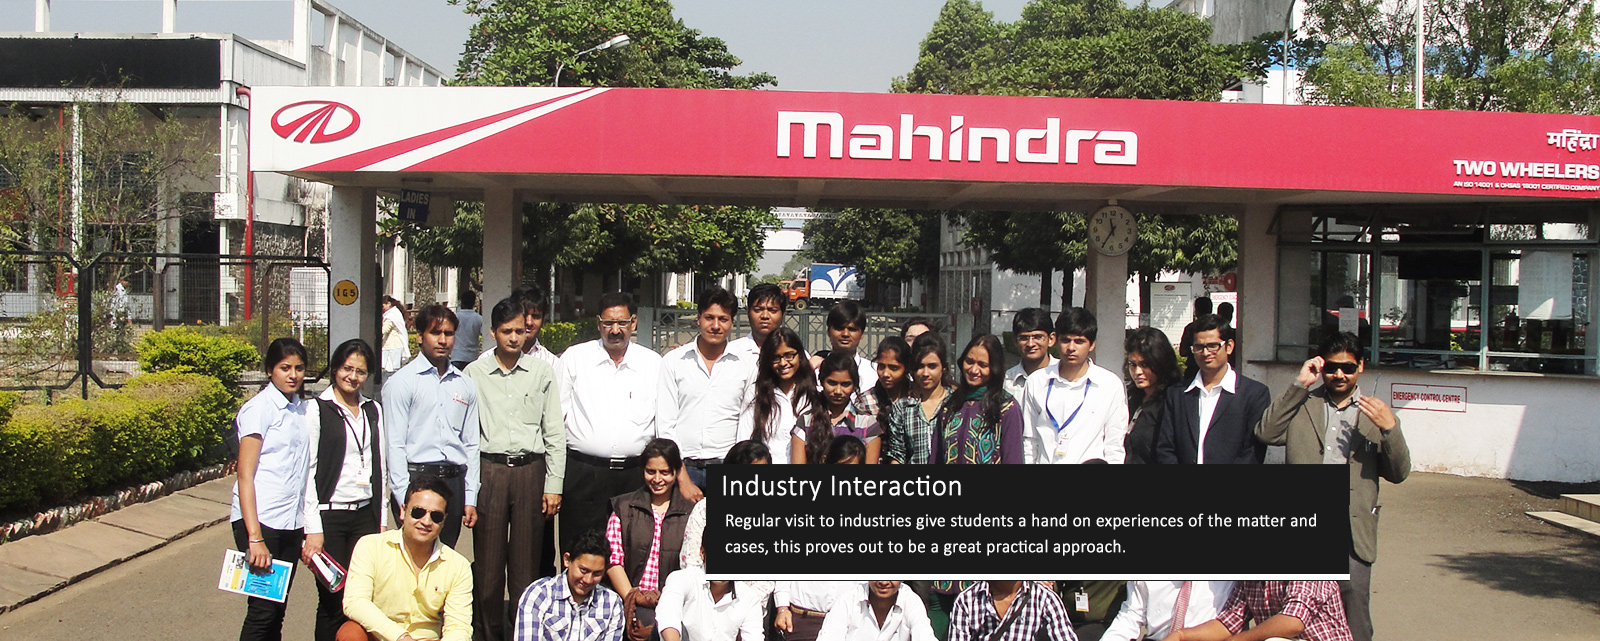 Mahindra
महिंद्रा
TWO WHEELERS
AN ISO 14001 & OHSAS 18001 CERTIFIED COMPANY
LADIES
IN
IGS
EMERGENCY CONTROL CENTRE
Industry Interaction
Regular visit to industries give students a hand on experiences of the matter and
cases, this proves out to be a great practical approach.